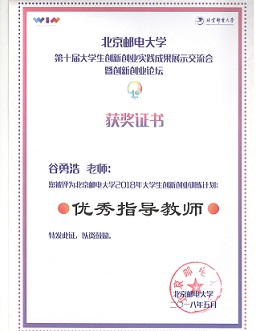 WIN
北京邮电大学
北京邮电大学
第十届大学生创新创业实践成果展示交流会
暨创新创业论坛
获奖证书
谷勇浩 老师:
您被评为北京邮电大学2018年大学生创新创业训练计划:
优秀指导教师
特发此证,以资鼓励。
北京邮电大学
二〇一八年五月